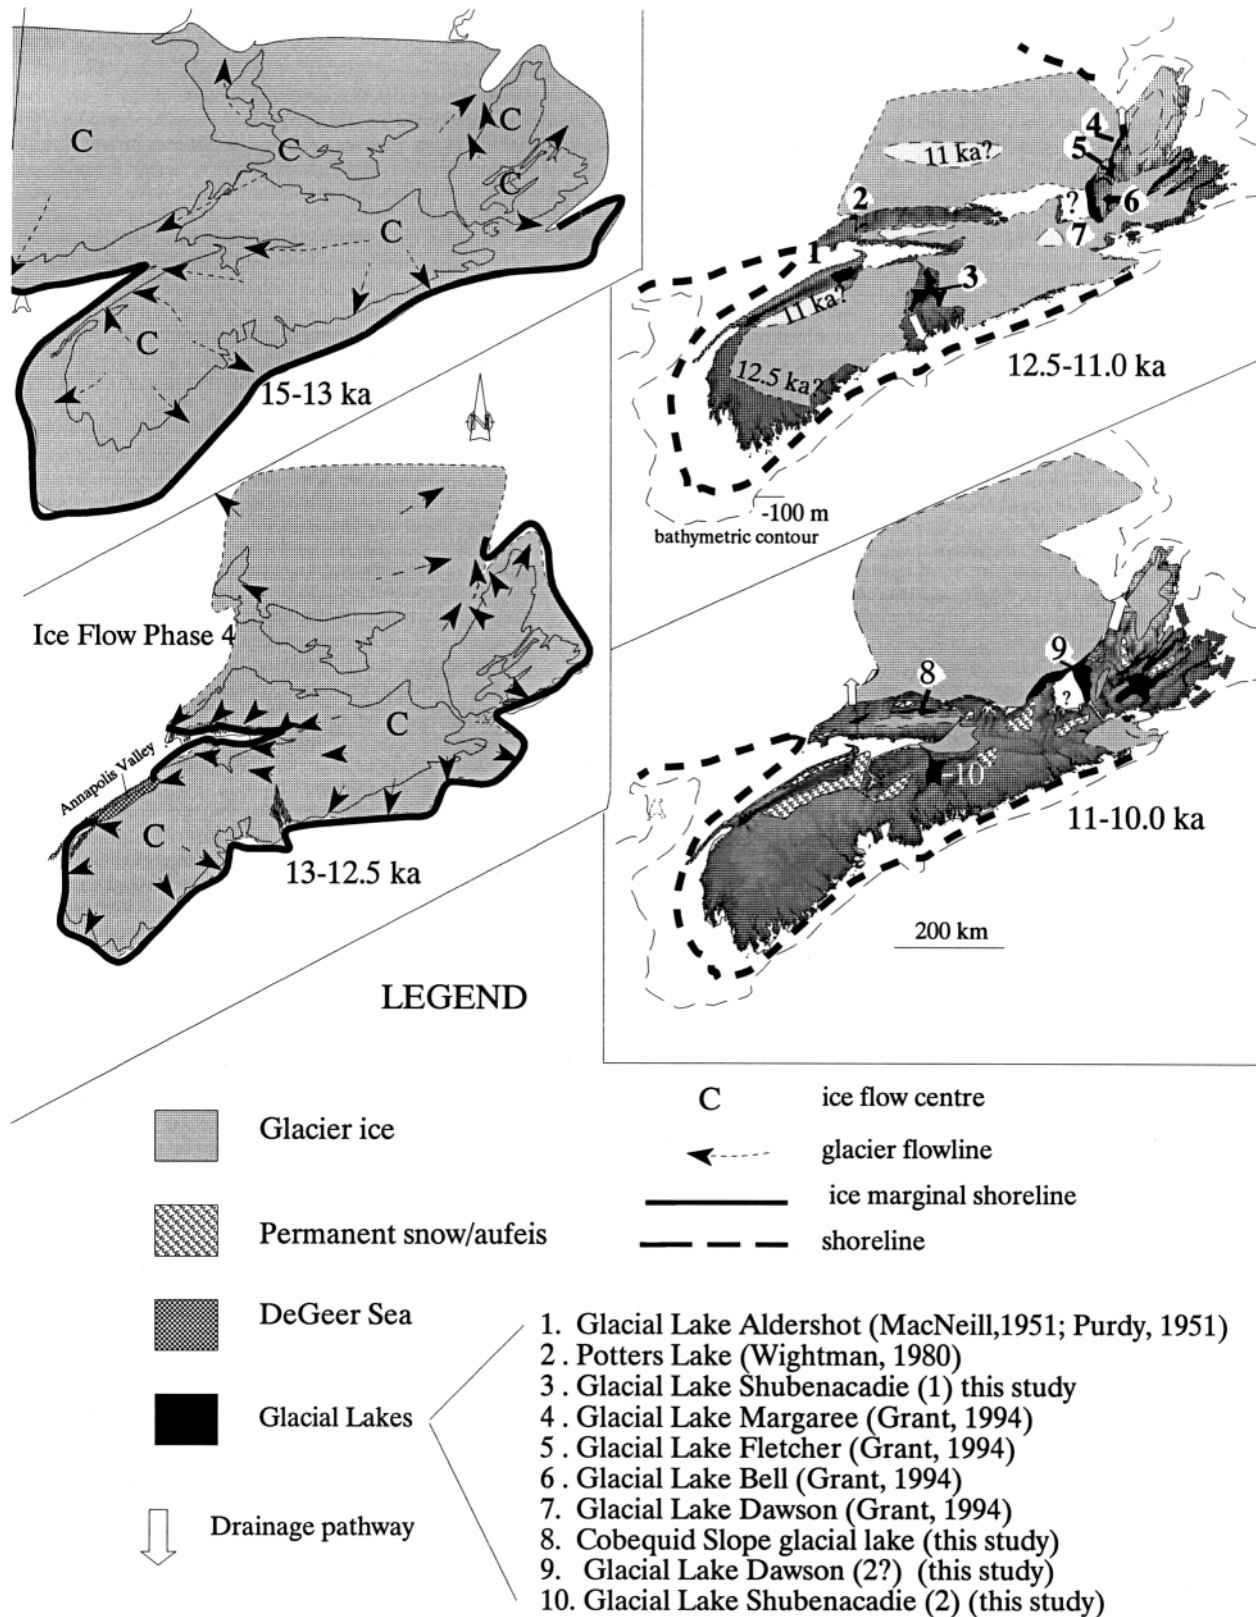 C
C
C
C
C
C
15-13 ka
11 ka?
4
5
2
?
6
7
1
3
11 ka?
12.5 ka?
12.5-11.0 ka
-100 m
bathymetric contour
N
Ice Flow Phase 4
C
Annapolis Valley
C
13-12.5 ka
9
8
?
10
11-10.0 ka
200 km
LEGEND
Glacier ice
Permanent snow/aufeis
DeGeer Sea
Glacial Lakes
Drainage pathway
C ice flow centre
glacier flowline
ice marginal shoreline
shoreline
1. Glacial Lake Aldershot (MacNeill,1951; Purdy, 1951)
2 . Potters Lake (Wightman, 1980)
3 . Glacial Lake Shubenacadie (1) this study
4 . Glacial Lake Margaree (Grant, 1994)
5 . Glacial Lake Fletcher (Grant, 1994)
6 . Glacial Lake Bell (Grant, 1994)
7 . Glacial Lake Dawson (Grant, 1994)
8. Cobequid Slope glacial lake (this study)
9. Glacial Lake Dawson (2?) (this study)
10. Glacial Lake Shubenacadie (2) (this study)